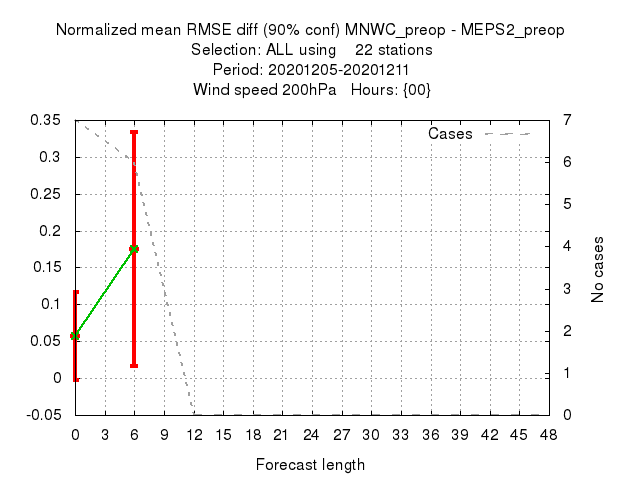 Normalized mean RMSE diff (90% conf) MNWC_preop - MEPS2_preop
Selection: ALL using    22 stations
Period: 20201205-20201211
Wind speed 200hPa   Hours: {00}
Cases
0.35
0.3
0.25
0.2
0.15
0.1
0.05
0
-0.05
7
6
5
4
3
2
1
0
No cases
0 3 6 9 12 15 18 21 24 27 30 33 36 39 42 45 48
Forecast length